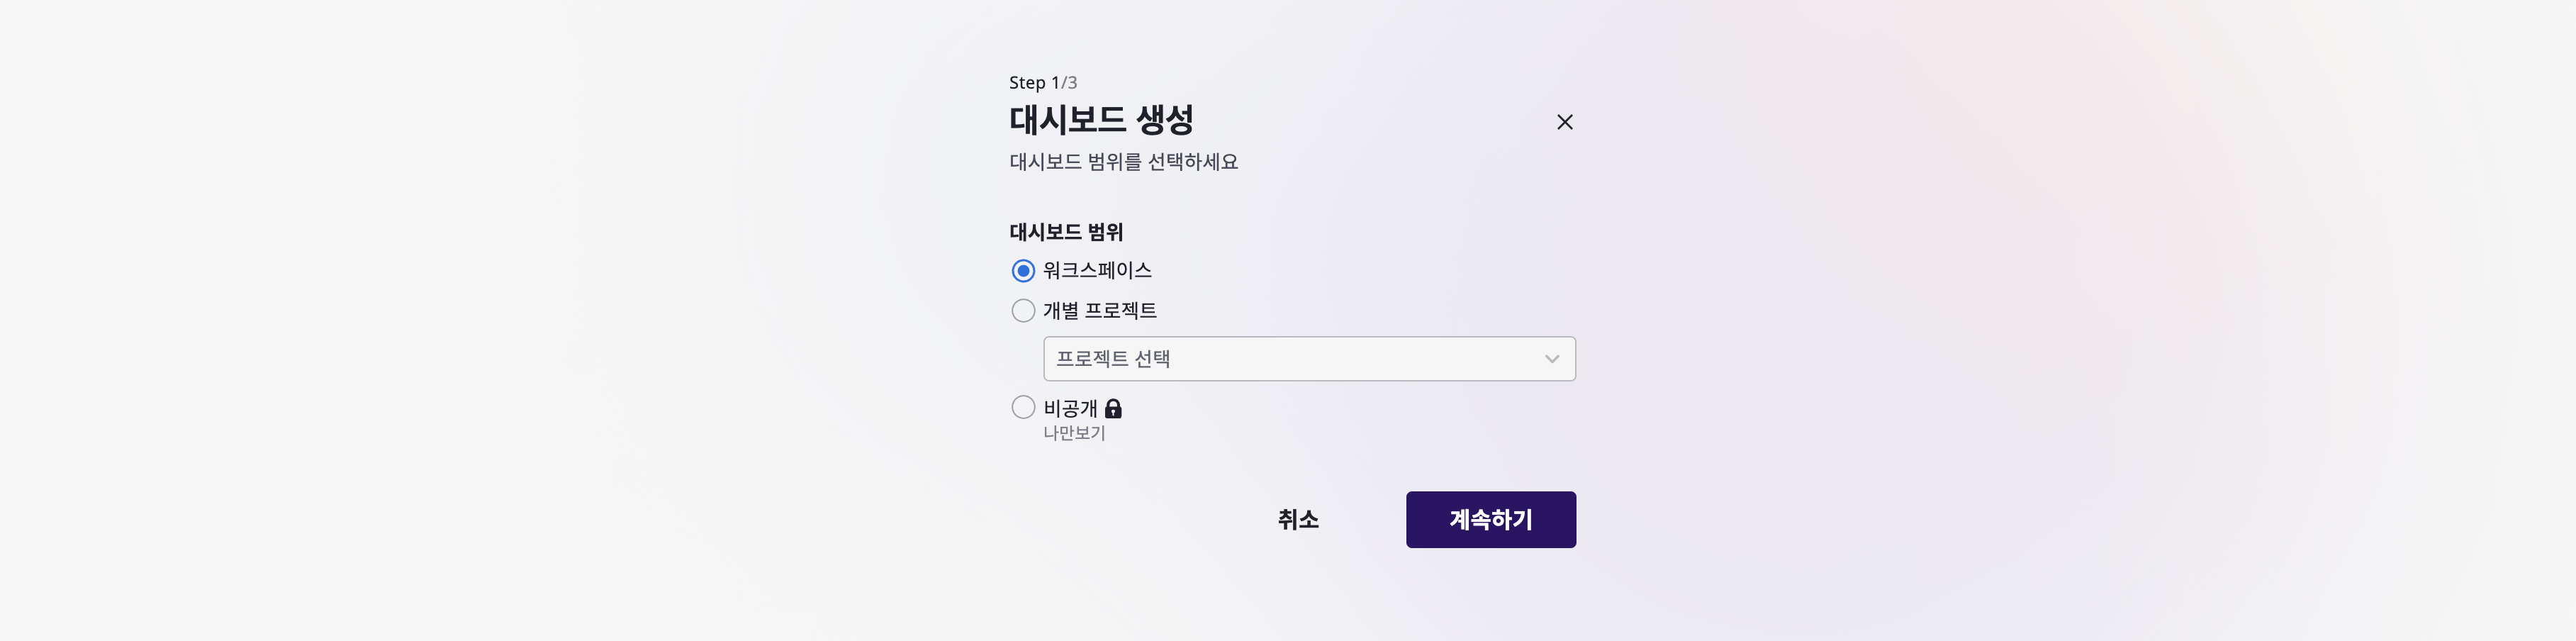 Step 1/3
대시보드 생성
대시보드 범위를 선택하세요
대시보드 범위
워크스페이스
개별 프로젝트
프로젝트 선택
비공개
나만보기
취소
계속하기